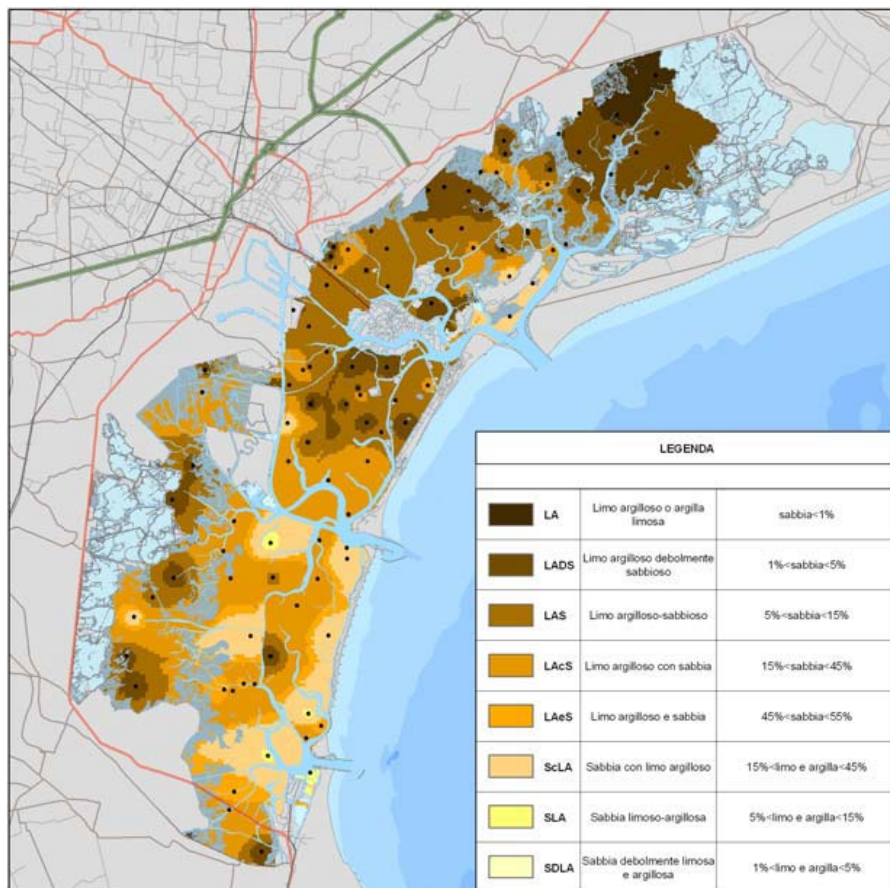 LEGENDA
LA Limo argilloso o argilla limosa sabbia<1%
LADS Limo argilloso debolmente sabbioso 1%<sabbia<5%
LAS Limo argilloso-sabbioso 5%<sabbia<15%
LAcS Limo argilloso con sabbia 15%<sabbia<45%
LAeS Limo argilloso e sabbia 45%<sabbia<55%
ScLA Sabbia con limo argilloso 15%<limo e argilla<45%
SLA Sabbia limoso-argillosa 5%<limo e argilla<15%
SDLA Sabbia debolmente limosa e argillosa 1%<limo e argilla<5%